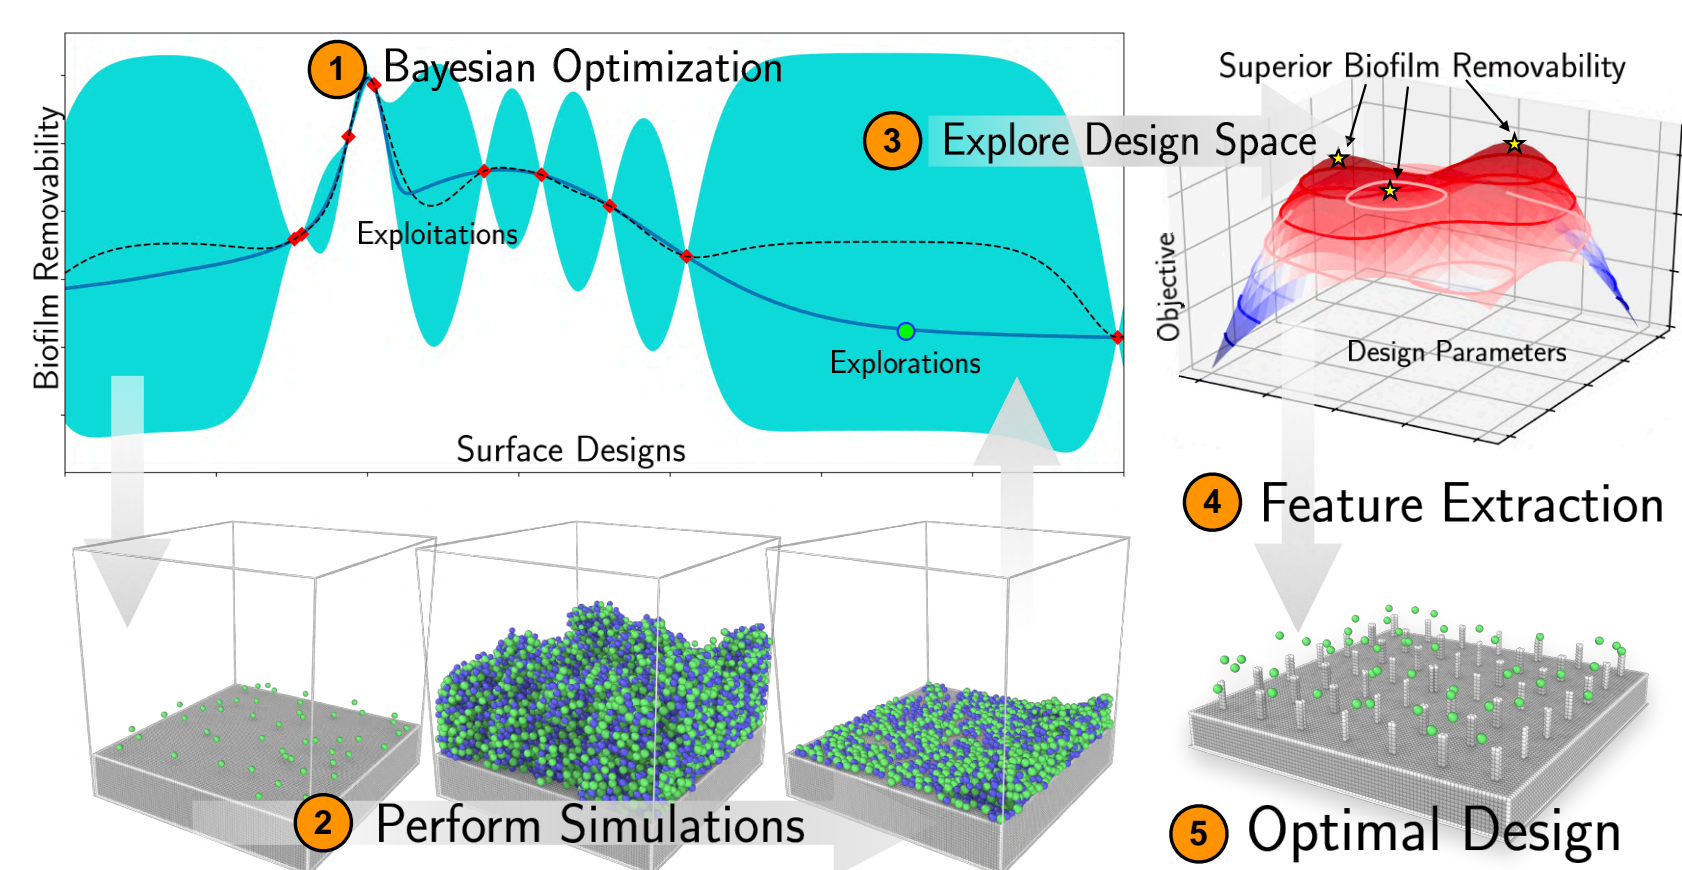 1 Bayesian Optimization
Biofilm Removability
Exploitations
Explorations
Surface Designs
2 Perform Simulations
3 Explore Design Space
Superior Biofilm Removability
Objective
Design Parameters
4 Feature Extraction
5 Optimal Design